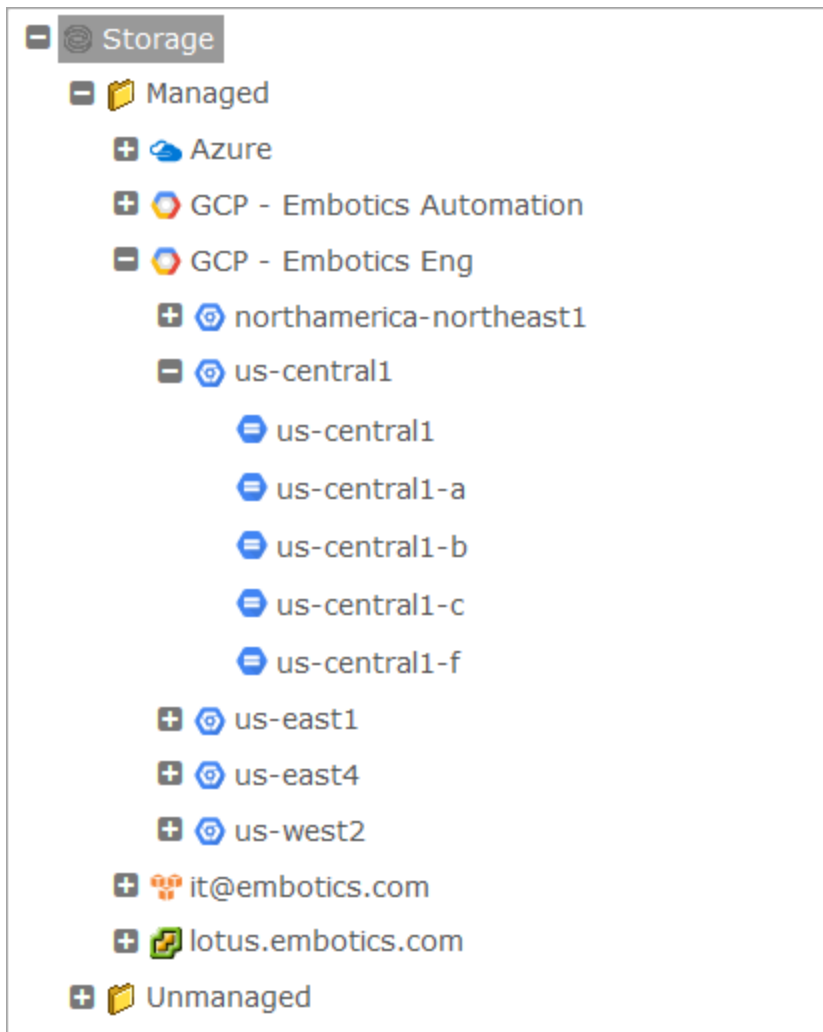 Storage
Managed
Azure
GCP - Embotics Automation
GCP - Embotics Eng
northamerica-northeast1
us-central1
us-central1
us-central1-a
us-central1-b
us-central1-c
us-central1-f
us-east1
us-east4
us-west2
it@embotics.com
lotus.embotics.com
Unmanaged